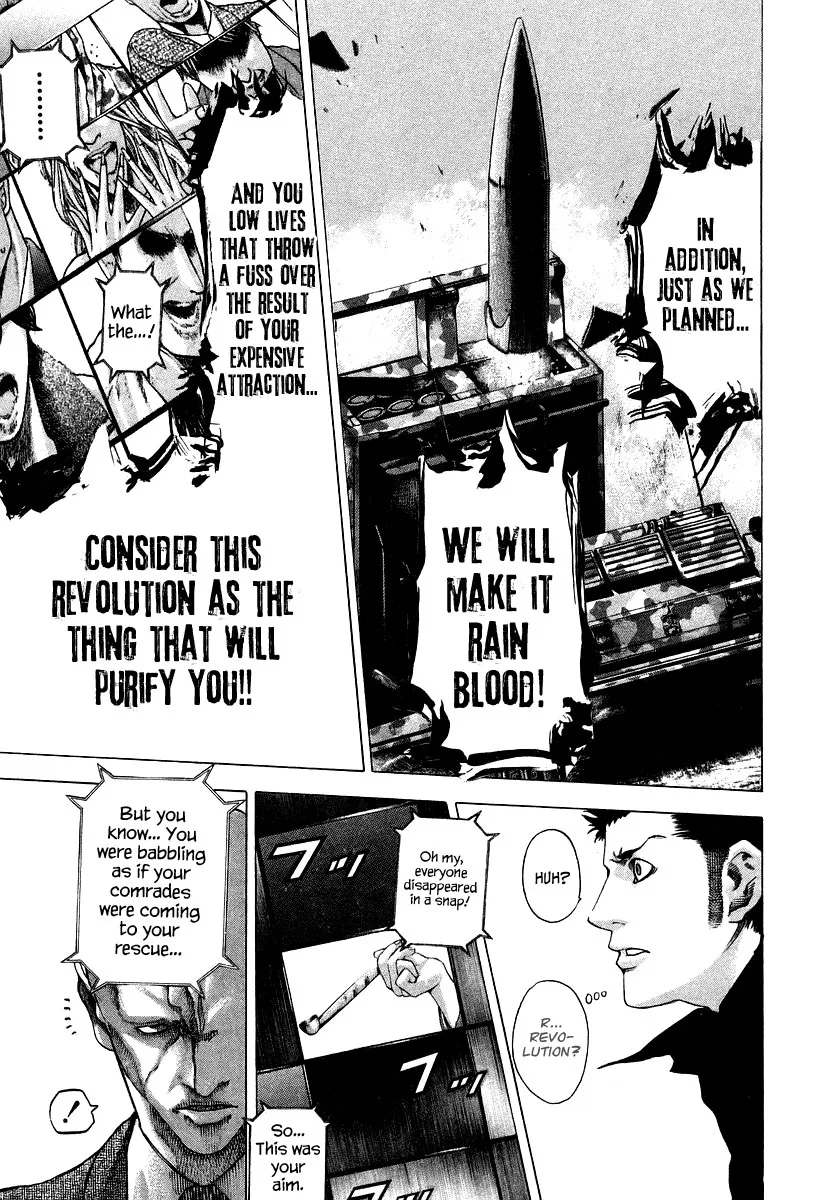 IN
ADDITION,
JUST AS WE
PLANNED...
WE WILL
MAKE IT
RAIN
BLOOD!
AND YOU
LOW LIVES
THAT THROW
A FUSS OVER
THE RESULT
OF YOUR
EXPENSIVE
ATTRACTION...
.........
What
the...!
CONSIDER THIS
REVOLUTION AS THE
THING THAT WILL
PURIFY YOU!!
HUH?
R...
REVO-
LUTION?
Oh my,
everyone
disappeared
in a snap!
フッ
フッ
フッ
So...
This was
your
aim.
But you
know... You
were babbling
as if your
comrades
were coming
to your
rescue...
!